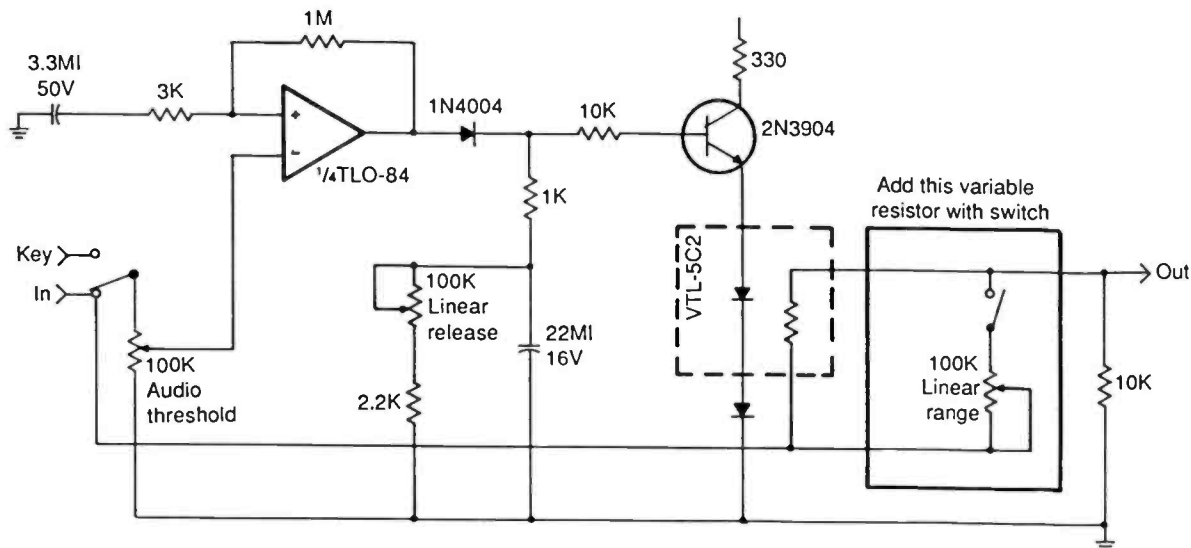 1M
330
3.3MI
50V
3K
1N4004
10K
2N3904
+
-
1/4TLO-84
Add this variable
resistor with switch
1K
Key
In
VTL-5C2
Out
100K
Linear
release
22MI
16V
100K
Audio
threshold
2.2K
100K
Linear
range
10K